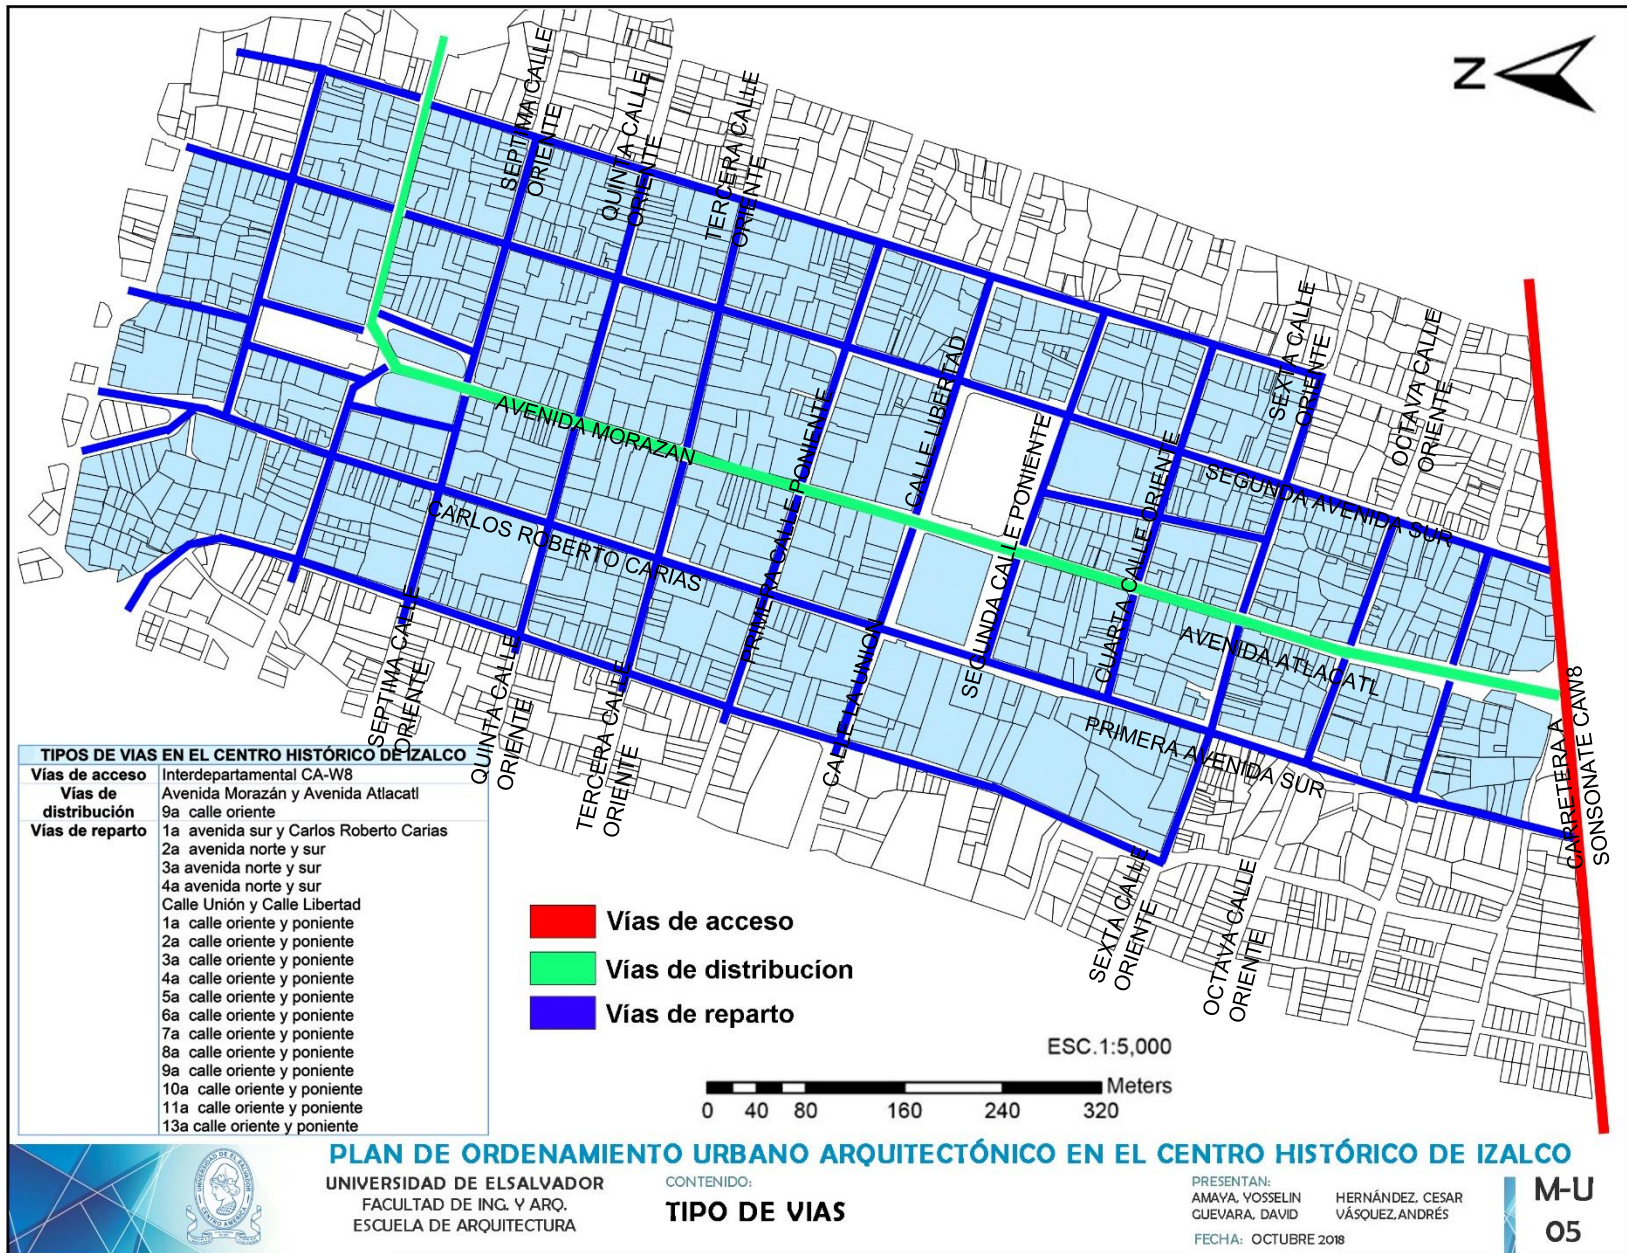 Z
SEPTIMA CALLE
ORIENTE
QUINTA CALLE
ORIENTE
TERCERA CALLE
ORIENTE
SEXTA CALLE
ORIENTE
OCTAVA CALLE
ORIENTE
AVENIDA MORAZAN
PRIMERA CALLE PONIENTE
CALLE LIBERTAD
SEGUNDA CALLE PONIENTE
CUARTA CALLE ORIENTE
SEGUNDA AVENIDA SUR
CARLOS ROBERTO CARIAS
AVENIDA ATLACATL
SEPTIMA CALLE
ORIENTE
QUINTA CALLE
ORIENTE
TERCERA CALLE
ORIENTE
CALLE LA UNION
PRIMERA AVENIDA SUR
CARRETERA A
SONSONATE CAW8
SEXTA CALLE
ORIENTE
OCTAVA CALLE
ORIENTE
TIPOS DE VIAS EN EL CENTRO HISTÓRICO DE IZALCO
Vías de acceso Interdepartamental CA-W8
Vías de Avenida Morazán y Avenida Atlacatl
distribución 9a calle oriente
Vías de reparto 1a avenida sur y Carlos Roberto Carias
2a avenida norte y sur
3a avenida norte y sur
4a avenida norte y sur
Calle Unión y Calle Libertad
1a calle oriente y poniente
2a calle oriente y poniente
3a calle oriente y poniente
4a calle oriente y poniente
5a calle oriente y poniente
6a calle oriente y poniente
7a calle oriente y poniente
8a calle oriente y poniente
9a calle oriente y poniente
10a calle oriente y poniente
11a calle oriente y poniente
13a calle oriente y poniente
Vías de acceso
Vías de distribucíon
Vías de reparto
ESC.1:5,000
Meters
0 40 80 160 240 320
PLAN DE ORDENAMIENTO URBANO ARQUITECTÓNICO EN EL CENTRO HISTÓRICO DE IZALCO
UNIVERSIDAD DE ELSALVADOR
FACULTAD DE ING. Y ARQ.
ESCUELA DE ARQUITECTURA
CONTENIDO:
TIPO DE VIAS
PRESENTAN:
AMAYA, YOSSELIN HERNÁNDEZ, CESAR
GUEVARA, DAVID VÁSQUEZ,ANDRÉS
FECHA: OCTUBRE 2018
M-U
05